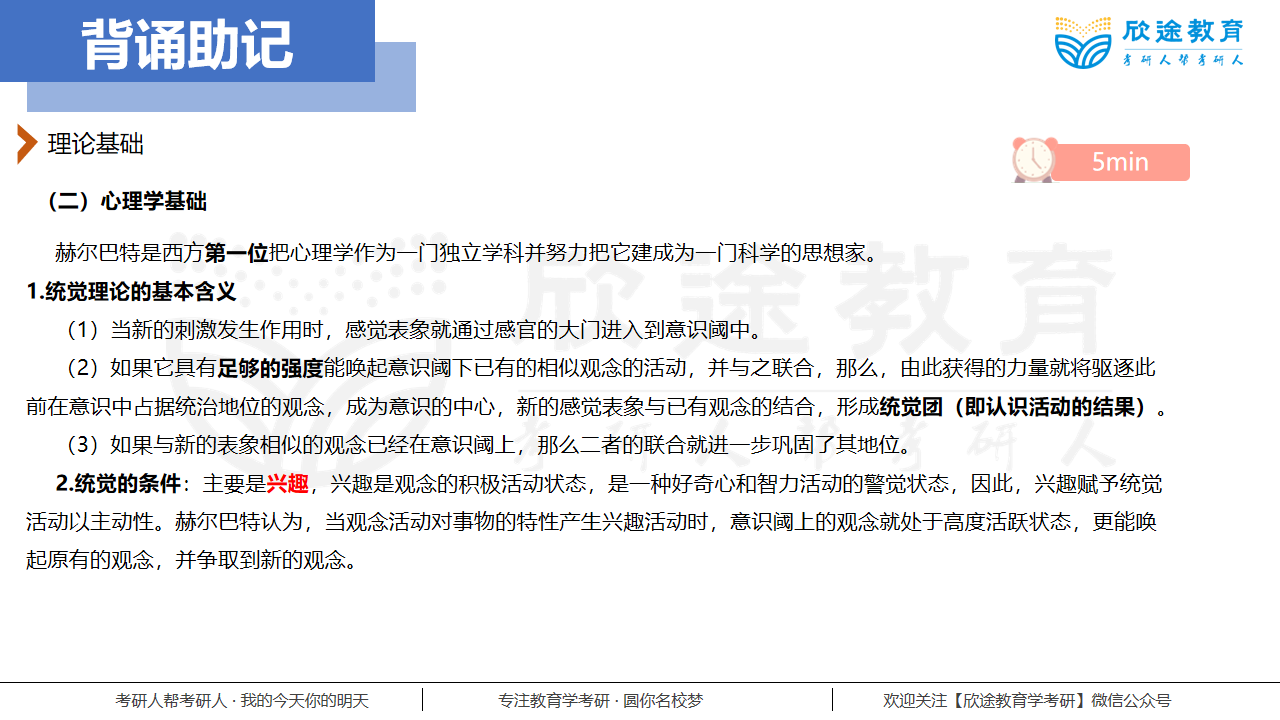 背诵助记
欣途教育
考研人帮考研人
理论基础
5min
（二）心理学基础
赫尔巴特是西方第一位把心理学作为一门独立学科并努力把它建成为一门科学的思想家。
1.统觉理论的基本含义
（1）当新的刺激发生作用时，感觉表象就通过感官的大门进入到意识阈中。
（2）如果它具有足够的强度能唤起意识阈下已有的相似观念的活动，并与之联合，那么，由此获得的力量就将驱逐此
前在意识中占据统治地位的观念，成为意识的中心，新的感觉表象与已有观念的结合，形成统觉团（即认识活动的结果）。
（3）如果与新的表象相似的观念已经在意识阈上，那么二者的联合就进一步巩固了其地位。
2.统觉的条件：主要是兴趣，兴趣是观念的积极活动状态，是一种好奇心和智力活动的警觉状态，因此，兴趣赋予统觉
活动以主动性。赫尔巴特认为，当观念活动对事物的特性产生兴趣活动时，意识阈上的观念就处于高度活跃状态，更能唤
起原有的观念，并争取到新的观念。
欣途教育
考研人帮考研人
考研人帮考研人 · 我的今天你的明天
专注教育学考研 · 圆你名校梦
欢迎关注【欣途教育学考研】微信公众号